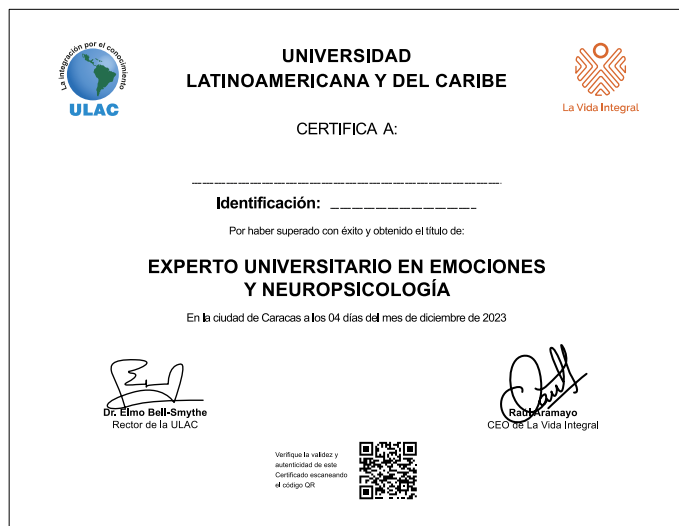 La integración por el conocimiento
ULAC
UNIVERSIDAD
LATINOAMERICANA Y DEL CARIBE
La Vida Integral
CERTIFICA A:
Identificación:
Por haber superado con éxito y obtenido el título de:
EXPERTO UNIVERSITARIO EN EMOCIONES
Y NEUROPSICOLOGÍA
En la ciudad de Caracas a los 04 días del mes de diciembre de 2023
Dr. Elmo Bell-Smythe
Rector de la ULAC
Raul Aramayo
CEO de La Vida Integral
Verifique la validez y
autenticidad de este
Certificado escaneando
el código QR